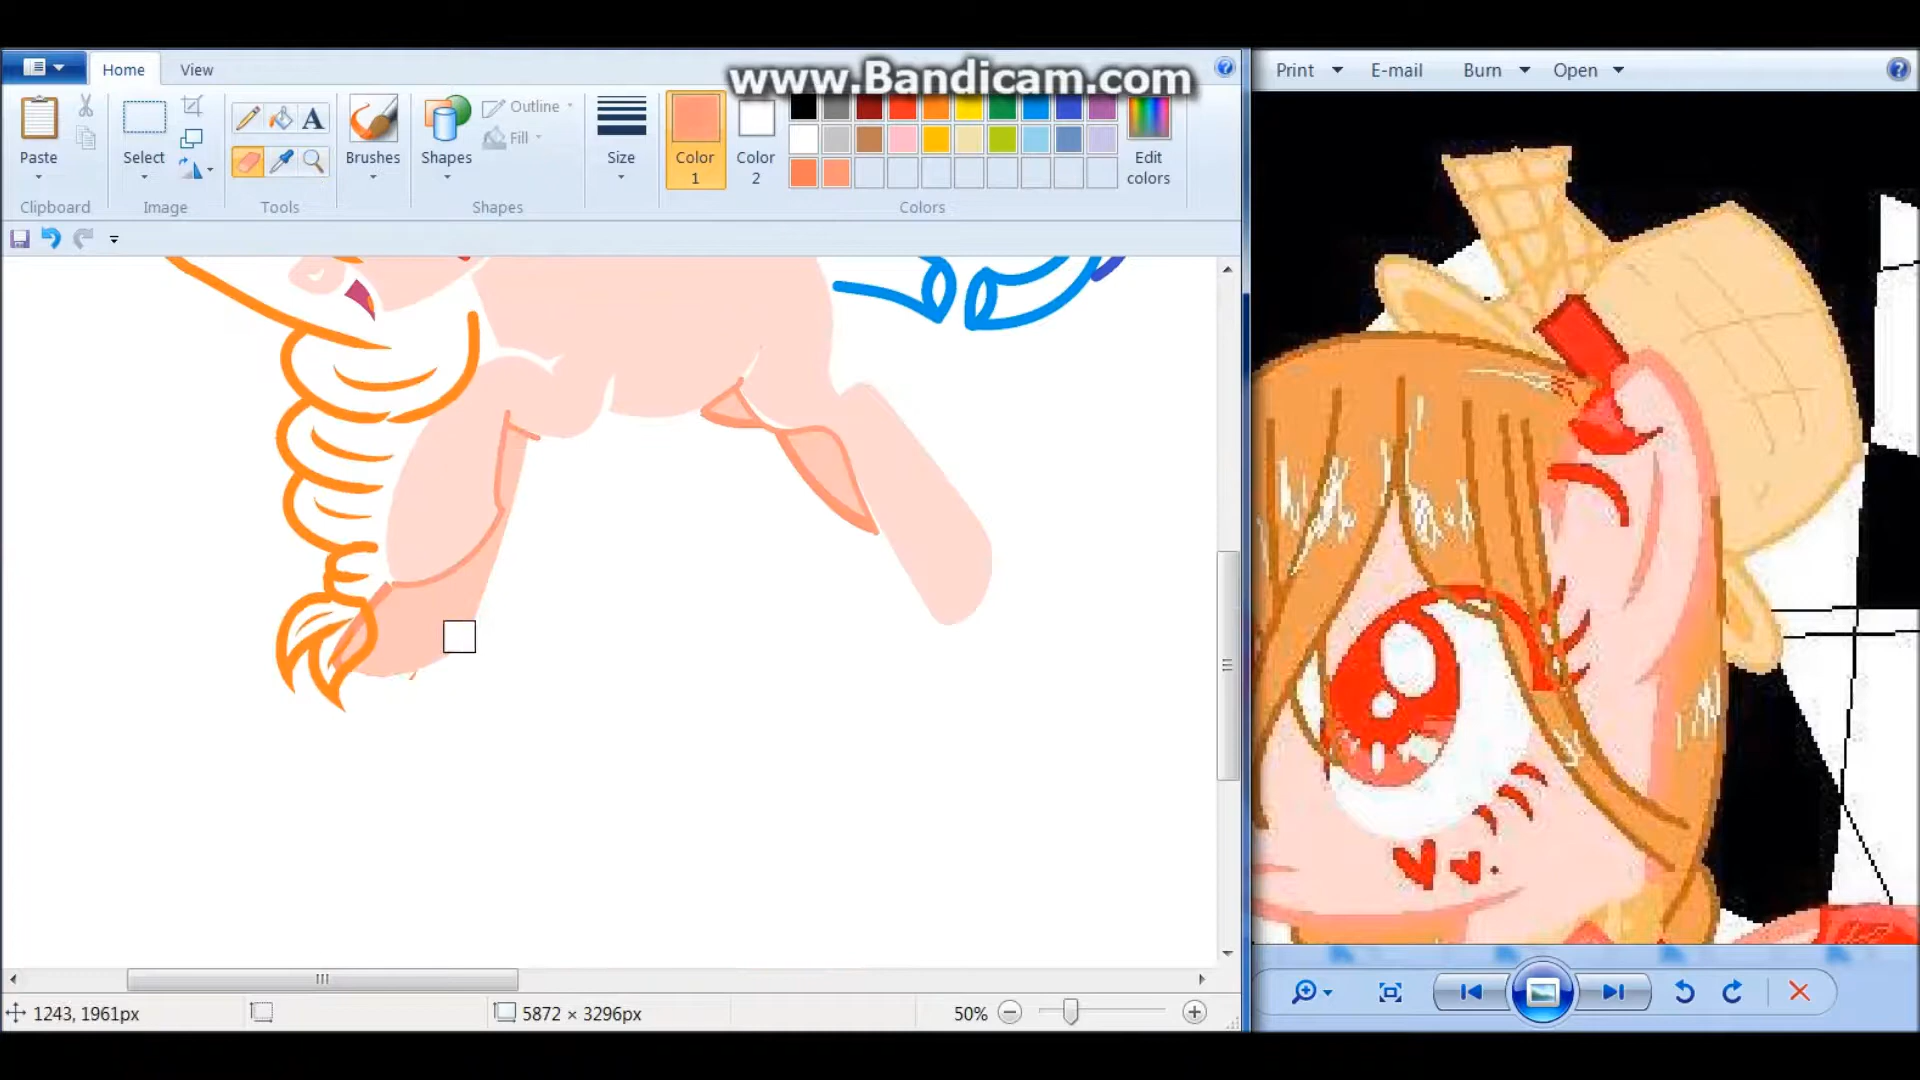 www.Bandicam.com
Home View
Print E-mail Burn Open
Paste
Select
A
Brushes
Shapes
Outline
Fill
Size
Color 1
Color 2
Edit colors
Clipboard Image Tools Shapes Colors
1243, 1961px 5872 × 3296px 50%